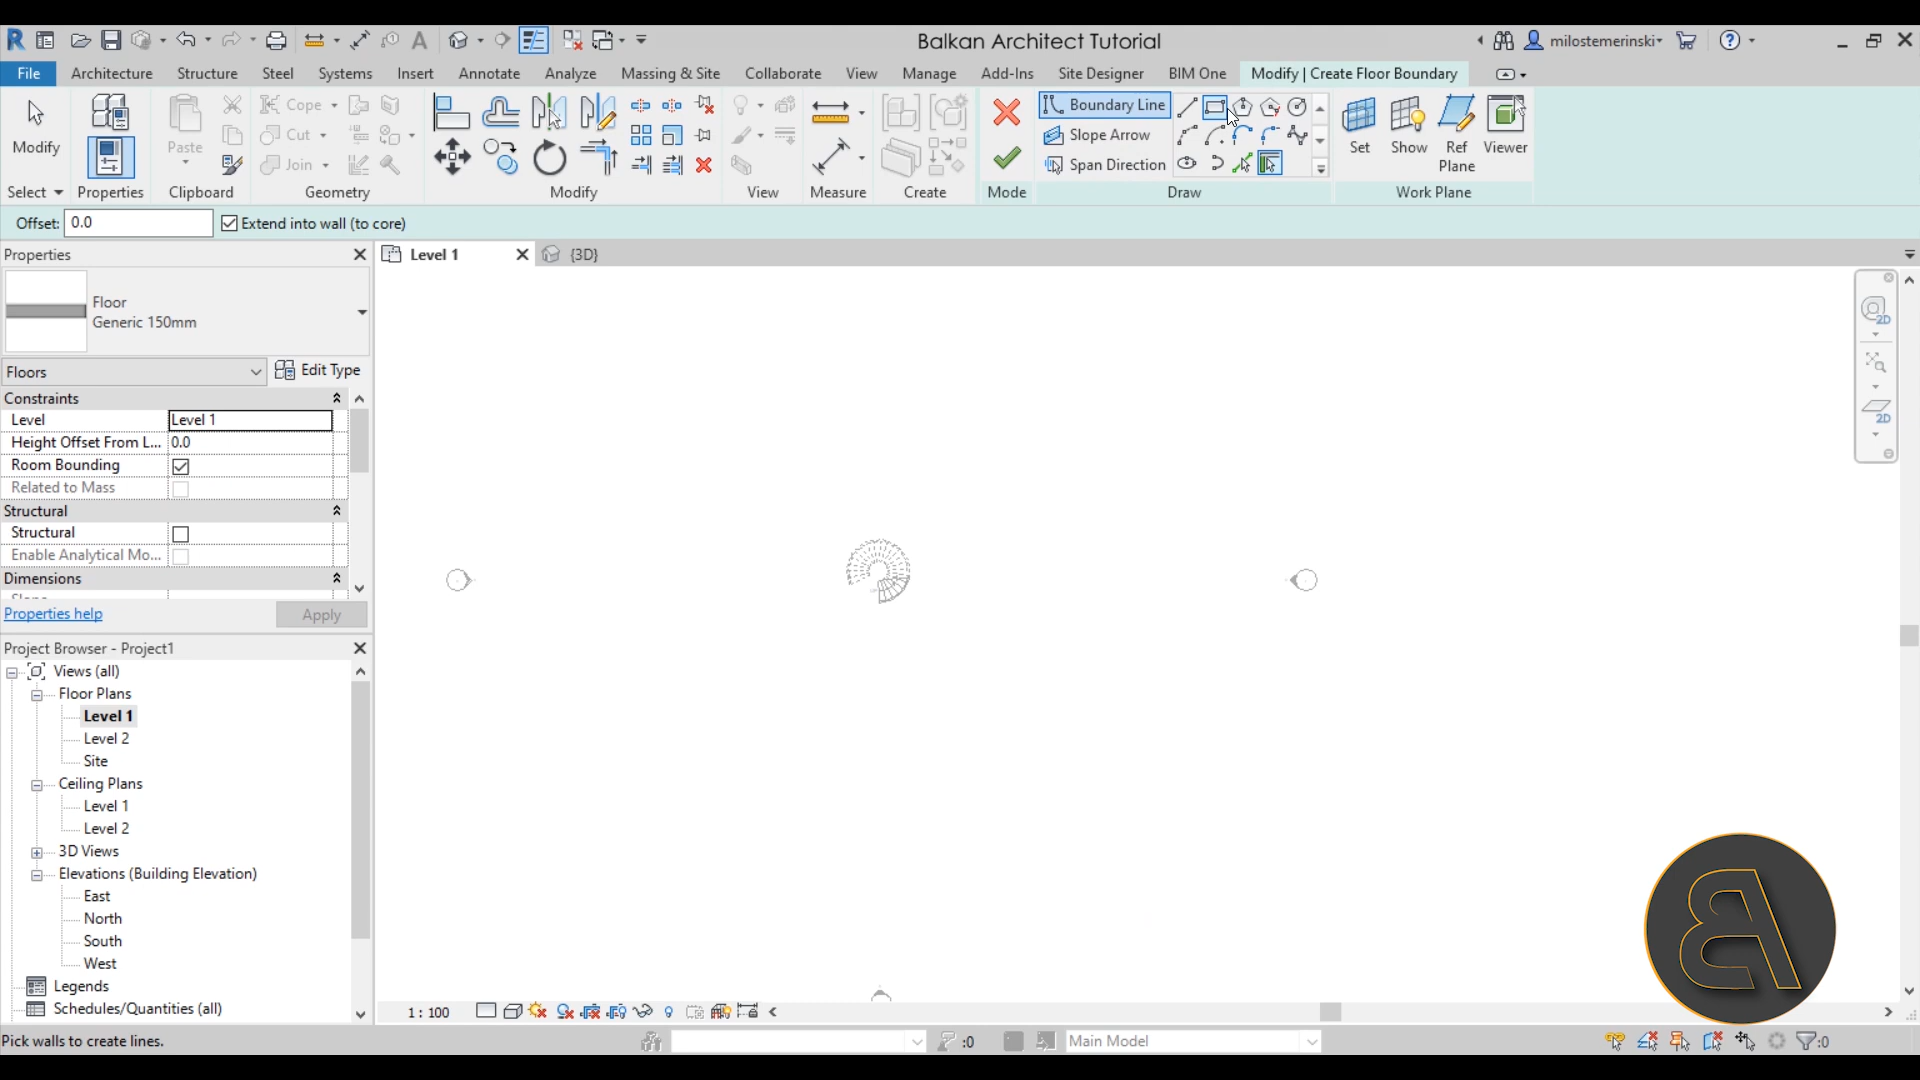 Balkan Architect Tutorial
milostemerinski
File Architecture Structure Steel Systems Insert Annotate Analyze Massing & Site Collaborate View Manage Add-Ins Site Designer BIM One Modify | Create Floor Boundary
Modify
Paste
Cope
Cut
Join
Boundary Line
Slope Arrow
Span Direction
Set Show Ref Plane Viewer
Select Properties Clipboard Geometry Modify View Measure Create Mode Draw Work Plane
Offset: 0.0 Extend into wall (to core)
Properties
Level 1
{3D}
Floor
Generic 150mm
Floors
Edit Type
Constraints
Level Level 1
Height Offset From L... 0.0
Room Bounding
Related to Mass
Structural
Structural
Enable Analytical Mo...
Dimensions
Properties help Apply
2D
2D
Project Browser - Project1
Views (all)
Floor Plans
Level 1
Level 2
Site
Ceiling Plans
Level 1
Level 2
3D Views
Elevations (Building Elevation)
East
North
South
West
Legends
Schedules/Quantities (all)
1 : 100
Pick walls to create lines.
:0
Main Model
:0